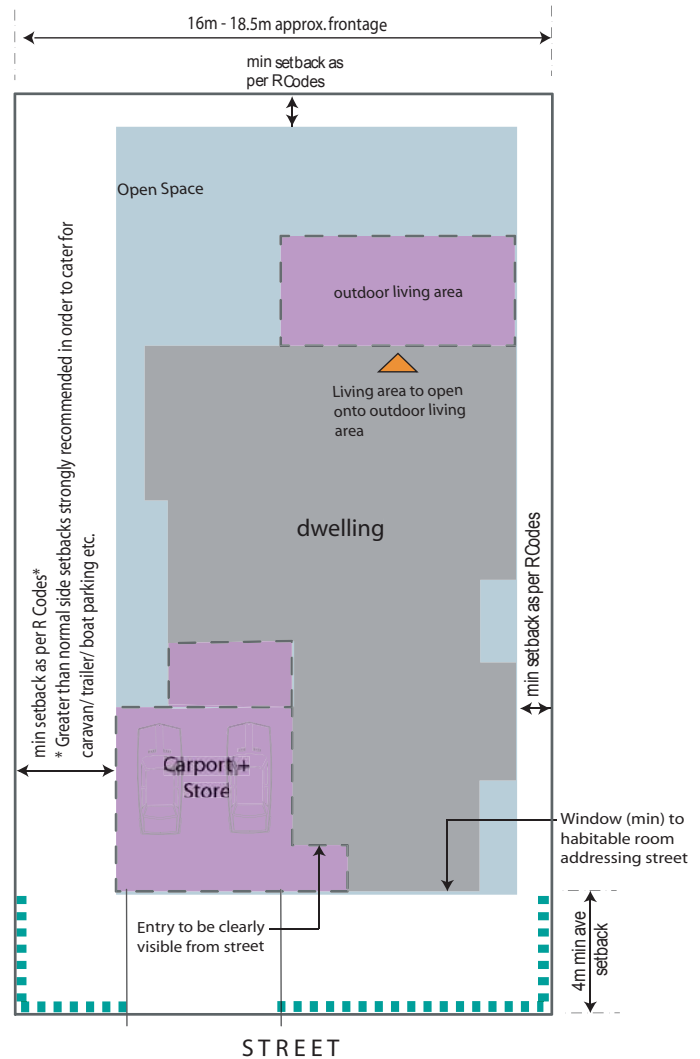 16m - 18.5m approx. frontage
min setback as
per RCodes
Open Space
outdoor living area
Living area to open
onto outdoor living
area
dwelling
min setback as per R Codes*
* Greater than normal side setbacks strongly recommended in order to cater for
caravan/ trailer/ boat parking etc.
min setback as per RCodes
Carport +
Store
Window (min) to
habitable room
addressing street
Entry to be clearly
visible from street
4m min ave
setback
STREET